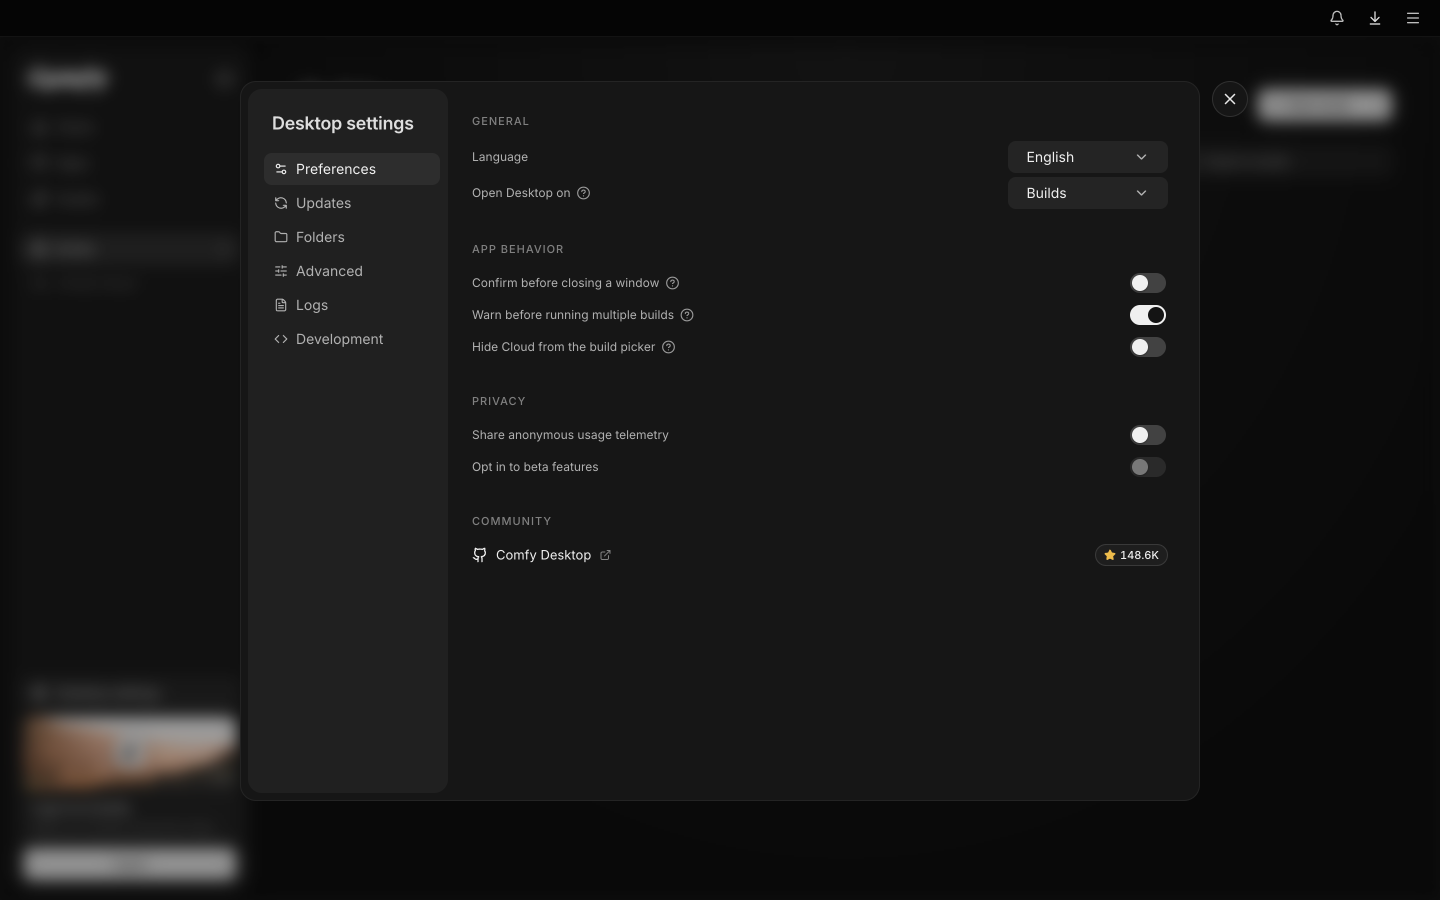 Desktop settings
Preferences
Updates
Folders
Advanced
Logs
Development
GENERAL
Language
English
Open Desktop on
Builds
APP BEHAVIOR
Confirm before closing a window
Warn before running multiple builds
Hide Cloud from the build picker
PRIVACY
Share anonymous usage telemetry
Opt in to beta features
COMMUNITY
Comfy Desktop
148.6K